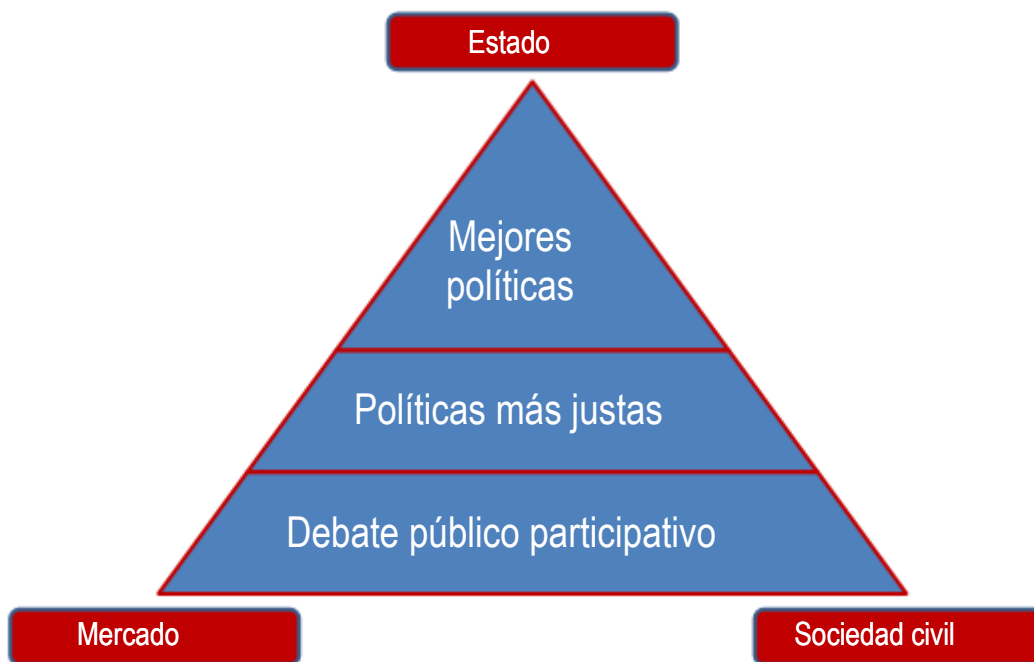 Estado
Mejores
políticas
Políticas más justas
Debate público participativo
Mercado
Sociedad civil